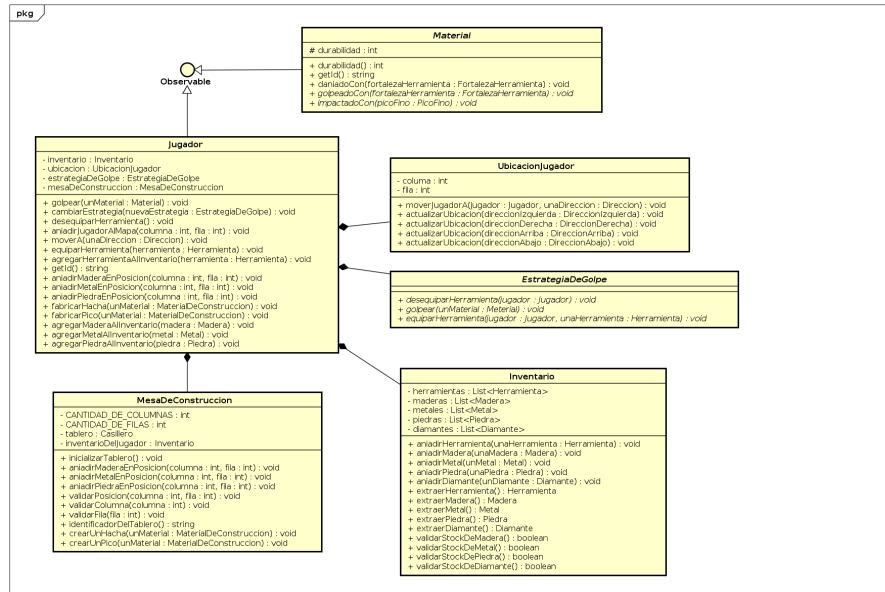 pkg
Material
# durabilidad : int
+ durabilidad() : int
+ getId() : string
+ daniadoCon(fortalezaHerramienta : FortalezaHerramienta) : void
+ golpeadoCon(fortalezaHerramienta : FortalezaHerramienta) : void
+ impactadoCon(picoFino : PicoFino) : void
Observable
Jugador
- inventario : Inventario
- ubicacion : UbicacionJugador
- estrategiaDeGolpe : EstrategiaDeGolpe
- mesaDeConstruccion : MesaDeConstruccion
+ golpear(unMaterial : Material) : void
+ cambiarEstrategia(nuevaEstrategia : EstrategiaDeGolpe) : void
+ desequiparHerramienta() : void
+ aniadirJugadorAlMapa(columna : int, fila : int) : void
+ moverA(unaDireccion : Direccion) : void
+ equiparHerramienta(herramienta : Herramienta) : void
+ agregarHerramientaAlInventario(herramienta : Herramienta) : void
+ getId() : string
+ aniadirMaderaEnPosicion(columna : int, fila : int) : void
+ aniadirMetalEnPosicion(columna : int, fila : int) : void
+ aniadirPiedraEnPosicion(columna : int, fila : int) : void
+ fabricarHacha(unMaterial : MaterialDeConstruccion) : void
+ fabricarPico(unMaterial : MaterialDeConstruccion) : void
+ agregarMaderaAlInventario(madera : Madera) : void
+ agregarMetalAlInventario(metal : Metal) : void
+ agregarPiedraAlInventario(piedra : Piedra) : void
UbicacionJugador
- columa : int
- fila : int
+ moverJugadorA(jugador : Jugador, unaDireccion : Direccion) : void
+ actualizarUbicacion(direccionIzquierda : DireccionIzquierda) : void
+ actualizarUbicacion(direccionDerecha : DireccionDerecha) : void
+ actualizarUbicacion(direccionArriba : DireccionArriba) : void
+ actualizarUbicacion(direccionAbajo : DireccionAbajo) : void
EstrategiaDeGolpe
+ desequiparHerramienta(jugador : Jugador) : void
+ golpear(unMaterial : Meterial) : void
+ equiparHerramienta(jugador : Jugador, unaHerramienta : Herramienta) : void
MesaDeConstruccion
- CANTIDAD_DE_COLUMNAS : int
- CANTIDAD_DE_FILAS : int
- tablero : Casillero
- inventarioDelJugador : Inventario
+ inicializarTablero() : void
+ aniadirMaderaEnPosicion(columna : int, fila : int) : void
+ aniadirMetalEnPosicion(columna : int, fila : int) : void
+ aniadirPiedraEnPosicion(columna : int, fila : int) : void
+ validarPosicion(columna : int, fila : int) : void
+ validarColumna(columna : int) : void
+ validarFila(fila : int) : void
+ identificadorDelTablero() : string
+ crearUnHacha(unMaterial : MaterialDeConstruccion) : void
+ crearUnPico(unMaterial : MaterialDeConstruccion) : void
Inventario
- herramientas : List<Herramienta>
- maderas : List<Madera>
- metales : List<Metal>
- piedras : List<Piedra>
- diamantes : List<Diamante>
+ aniadirHerramienta(unaHerramienta : Herramienta) : void
+ aniadirMadera(unaMadera : Madera) : void
+ aniadirMetal(unMetal : Metal) : void
+ aniadirPiedra(unaPiedra : Piedra) : void
+ aniadirDiamante(unDiamante : Diamante) : void
+ extraerHerramienta() : Herramienta
+ extraerMadera() : Madera
+ extraerMetal() : Metal
+ extraerPiedra() : Piedra
+ extraerDiamante() : Diamante
+ validarStockDeMadera() : boolean
+ validarStockDeMetal() : boolean
+ validarStockDePiedra() : boolean
+ validarStockDeDiamante() : boolean